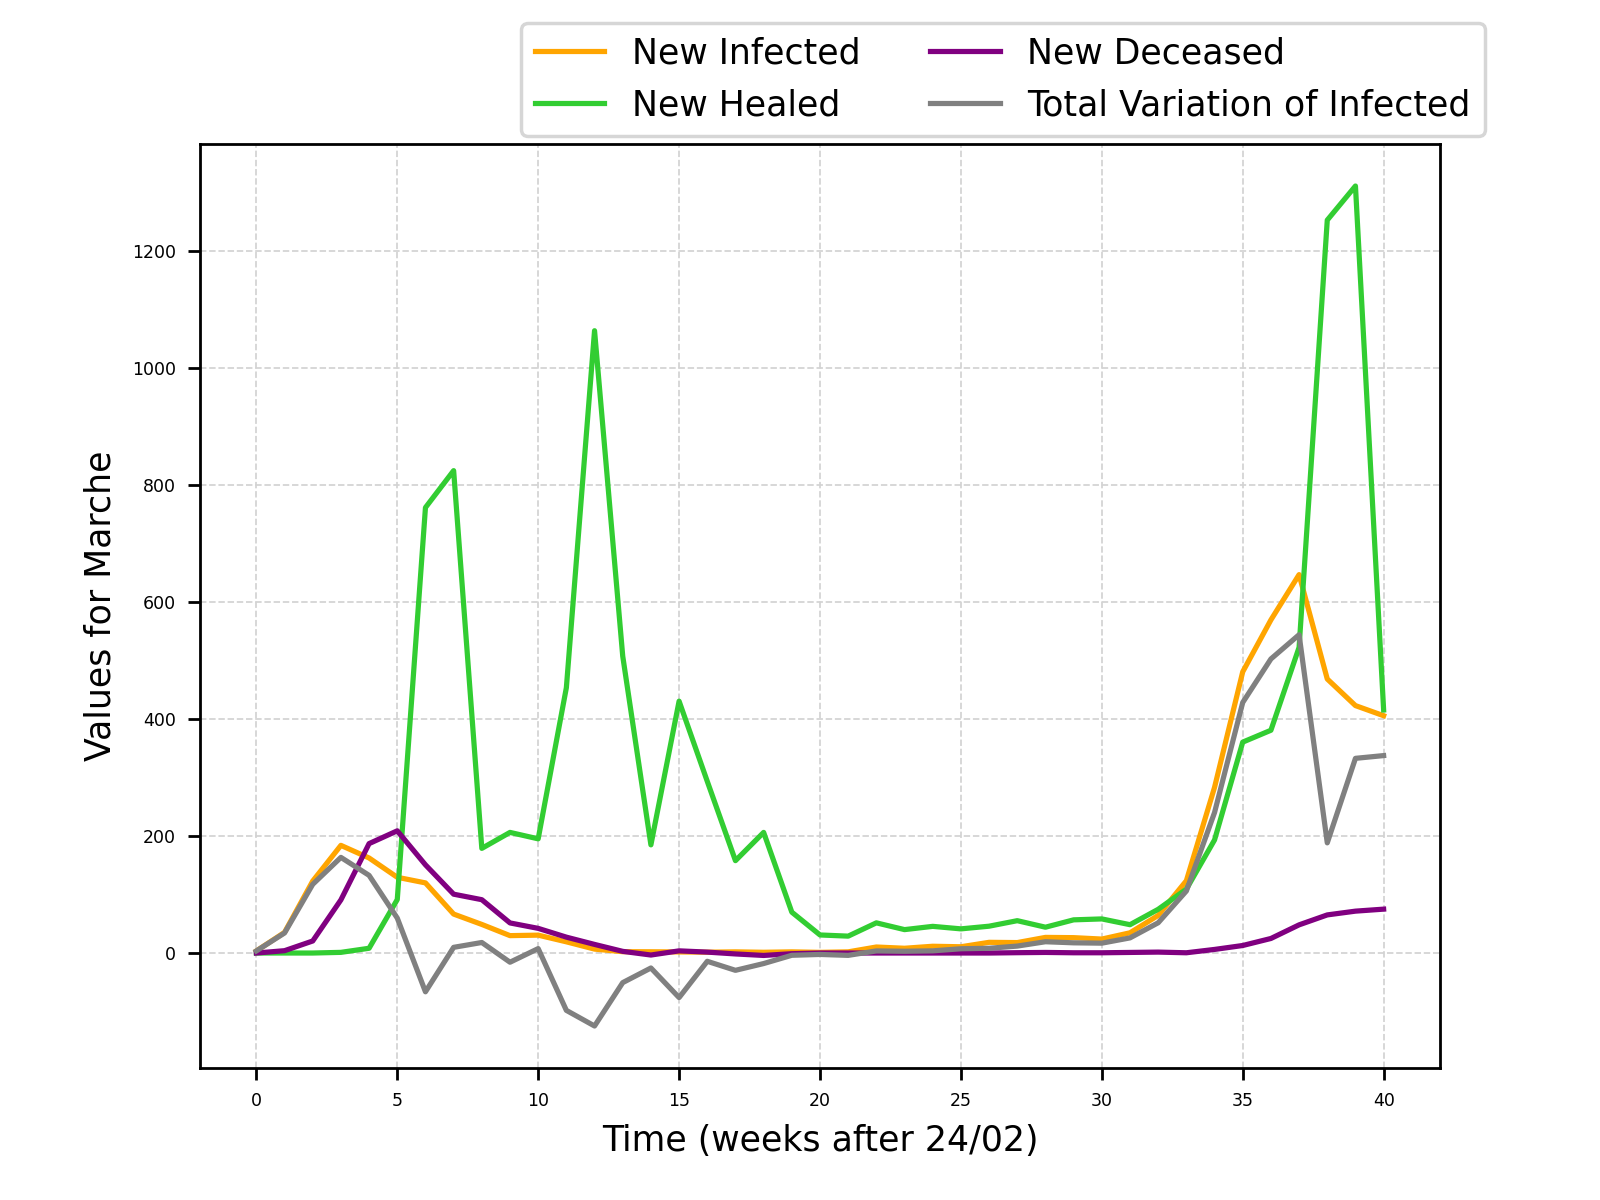 New Infected
New Healed
New Deceased
Total Variation of Infected
Values for Marche
1200
1000
800
600
400
200
0
0 5 10 15 20 25 30 35 40
Time (weeks after 24/02)